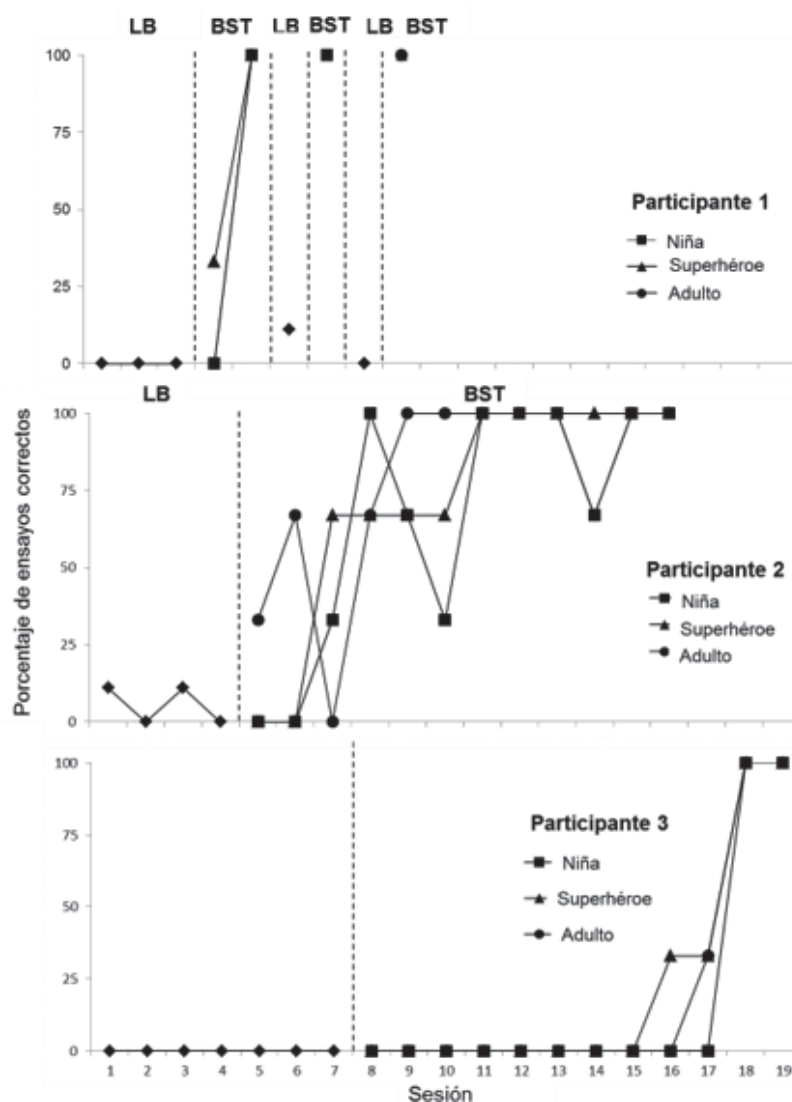 LB BST LB BST LB BST
100
75
50
25
0
Participante 1
Niña
Superhéroe
Adulto
LB BST
100
75
50
25
0
Participante 2
Niña
Superhéroe
Adulto
Porcentaje de ensayos correctos
100
75
50
25
0
Participante 3
Niña
Superhéroe
Adulto
1 2 3 4 5 6 7 8 9 10 11 12 13 14 15 16 17 18 19
Sesión